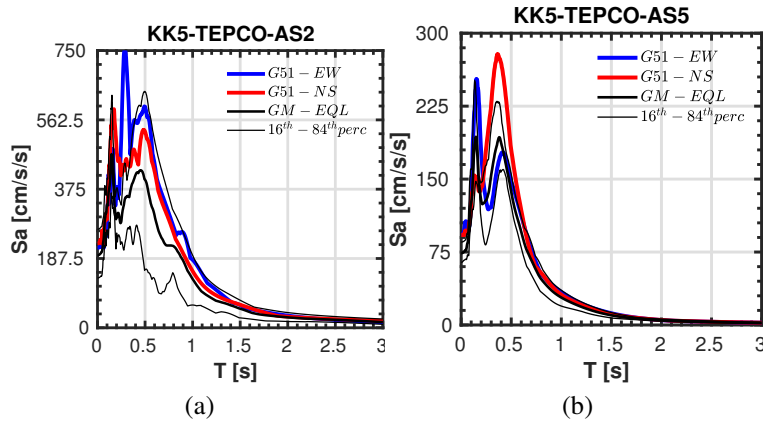 KK5-TEPCO-AS2
750
562.5
375
187.5
0
Sa [cm/s/s]
G51 - EW
G51 - NS
GM - EQL
16th - 84th perc
0 0.5 1 1.5 2 2.5 3
T [s]
(a)
KK5-TEPCO-AS5
300
225
150
75
0
Sa [cm/s/s]
G51 - EW
G51 - NS
GM - EQL
16th - 84th perc
0 0.5 1 1.5 2 2.5 3
T [s]
(b)